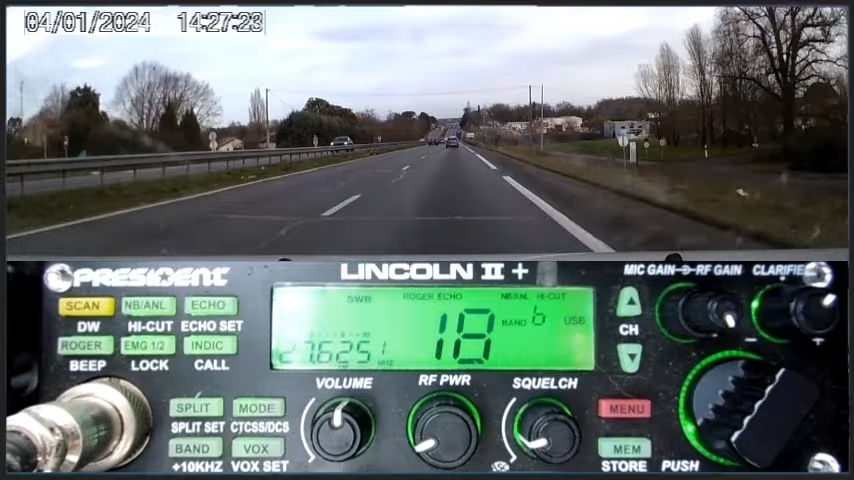 04/01/2024 14:27:23
PRESIDENT LINCOLN II + MIC GAIN RF GAIN CLARIFIER
SCAN NB/ANL ECHO
DW HI-CUT ECHO SET
ROGER EMG 1/2 INDIC
BEEP LOCK CALL
SWR ROGER ECHO NB/ANL HI-CUT
18 BAND 6 USB
27.6251 MHz
CH
- +
VOLUME RF PWR SQUELCH
SPLIT MODE
SPLIT SET CTCSS/DCS
BAND VOX
+10KHZ VOX SET
MENU
MEM
STORE PUSH